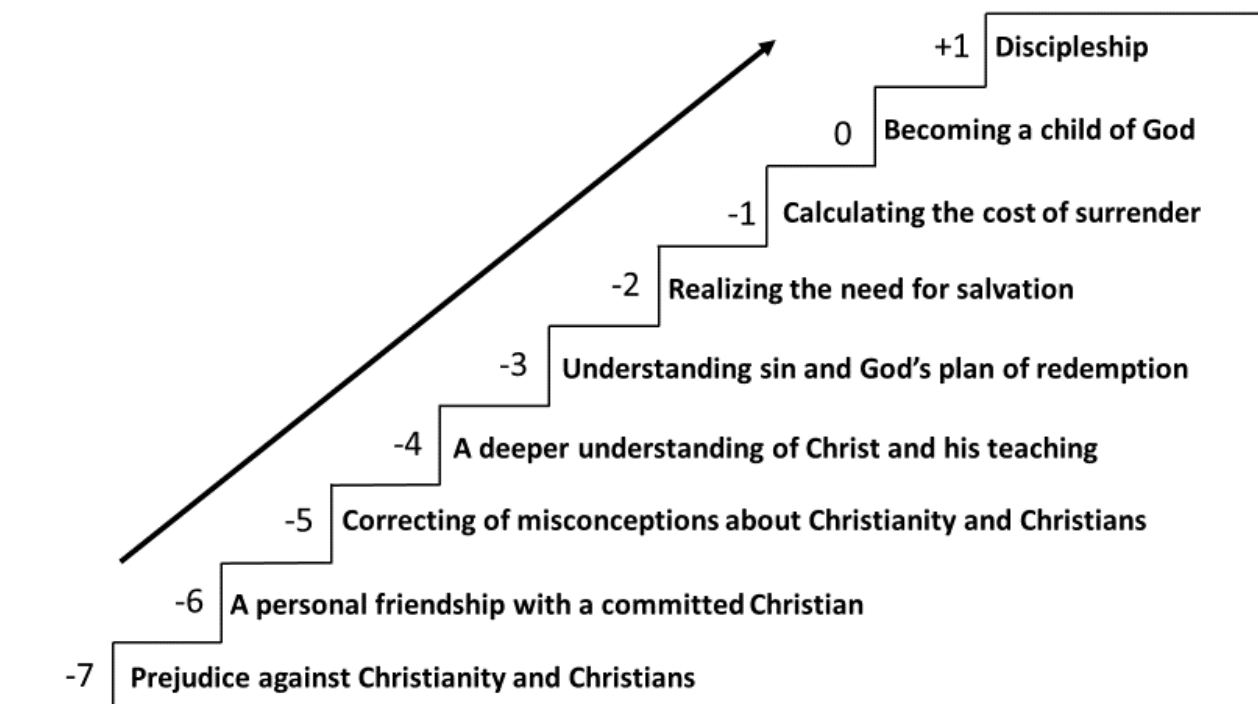 +1 Discipleship
0 Becoming a child of God
-1 Calculating the cost of surrender
-2 Realizing the need for salvation
-3 Understanding sin and God’s plan of redemption
-4 A deeper understanding of Christ and his teaching
-5 Correcting of misconceptions about Christianity and Christians
-6 A personal friendship with a committed Christian
-7 Prejudice against Christianity and Christians